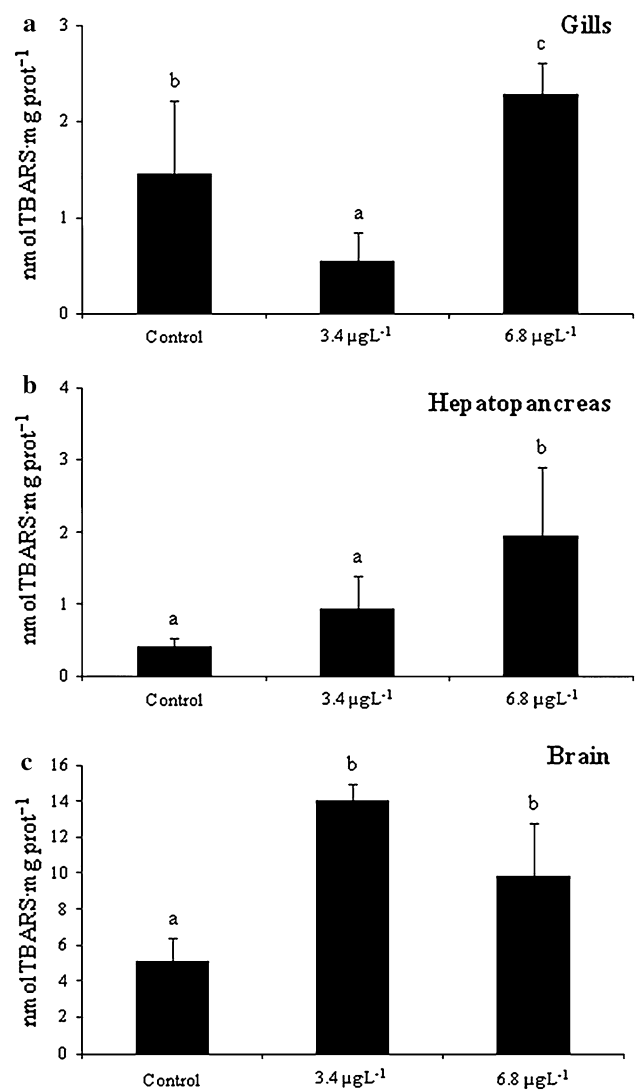 a
Gills
nmol TBARS·mg prot⁻¹
3
2
1
0
b
a
c
Control
3.4 µgL⁻¹
6.8 µgL⁻¹
b
Hepatopancreas
nmol TBARS·mg prot⁻¹
4
3
2
1
0
a
a
b
Control
3.4 µgL⁻¹
6.8 µgL⁻¹
c
Brain
nmol TBARS·mg prot⁻¹
16
14
12
10
8
6
4
2
0
a
b
b
Control
3.4 µgL⁻¹
6.8 µgL⁻¹